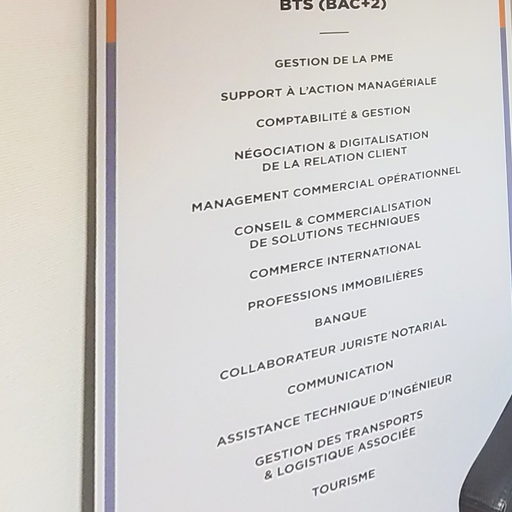 BTS (BAC+2)
GESTION DE LA PME
SUPPORT À L'ACTION MANAGÉRIALE
COMPTABILITÉ & GESTION
NÉGOCIATION & DIGITALISATION
DE LA RELATION CLIENT
MANAGEMENT COMMERCIAL OPÉRATIONNEL
CONSEIL & COMMERCIALISATION
DE SOLUTIONS TECHNIQUES
COMMERCE INTERNATIONAL
PROFESSIONS IMMOBILIÈRES
BANQUE
COLLABORATEUR JURISTE NOTARIAL
COMMUNICATION
ASSISTANCE TECHNIQUE D'INGÉNIEUR
GESTION DES TRANSPORTS
& LOGISTIQUE ASSOCIÉE
TOURISME